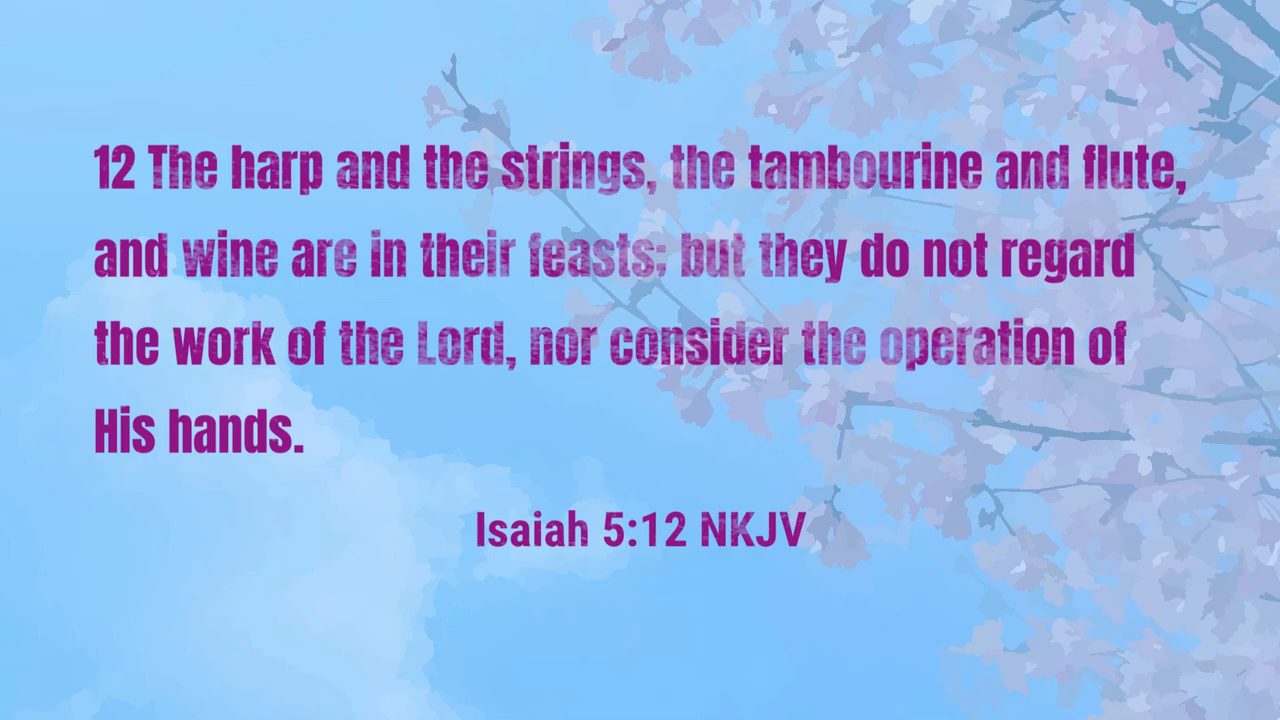 12 The harp and the strings, the tambourine and flute,
and wine are in their feasts; but they do not regard
the work of the Lord, nor consider the operation of
His hands.
Isaiah 5:12 NKJV